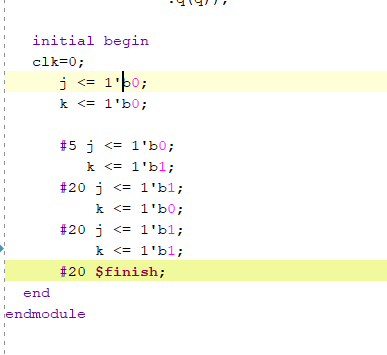 initial begin
clk=0;
j <= 1'b0;
k <= 1'b0;
#5 j <= 1'b0;
k <= 1'b1;
#20 j <= 1'b1;
k <= 1'b0;
#20 j <= 1'b1;
k <= 1'b1;
#20 $finish;
end
endmodule